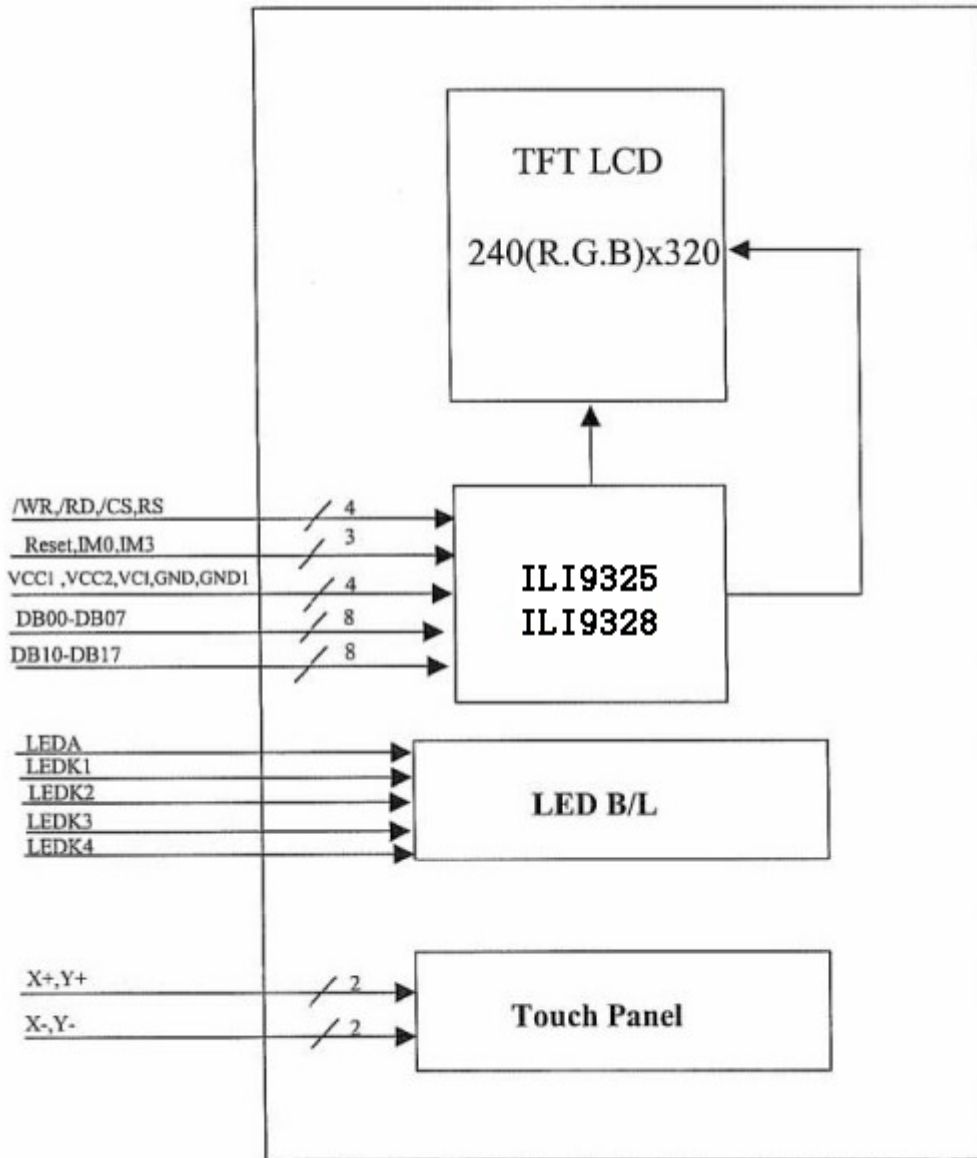 TFT LCD
240(R.G.B)x320
/WR,/RD,/CS,RS
4
Reset,IM0,IM3
3
VCC1 ,VCC2,VCI,GND,GND1
4
DB00-DB07
8
DB10-DB17
8
ILI9325
ILI9328
LEDA
LEDK1
LEDK2
LEDK3
LEDK4
LED B/L
X+,Y+
2
X-,Y-
2
Touch Panel